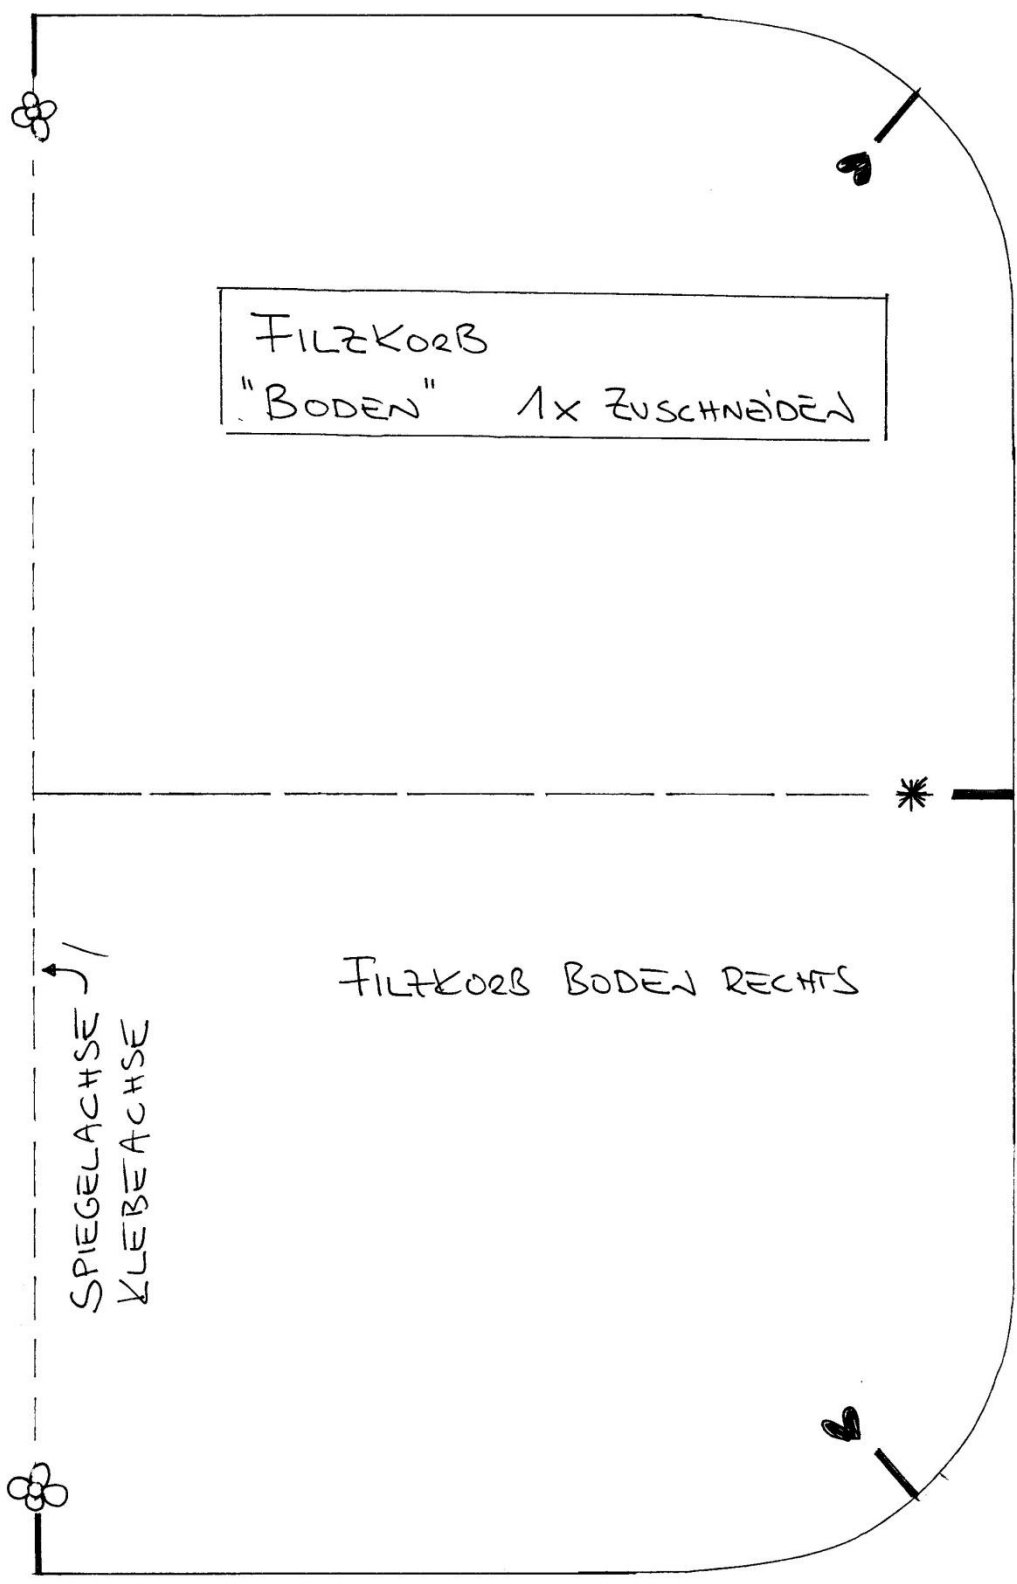 FILZKORB
"BODEN" 1x ZUSCHNEIDEN
FILZKORB BODEN RECHTS
SPIEGELACHSE /
KLEBEACHSE